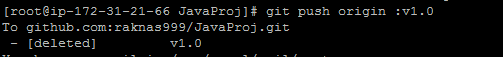 [root@ip-172-31-21-66 JavaProj]# git push origin :v1.0
To github.com:raknas999/JavaProj.git
 - [deleted]         v1.0